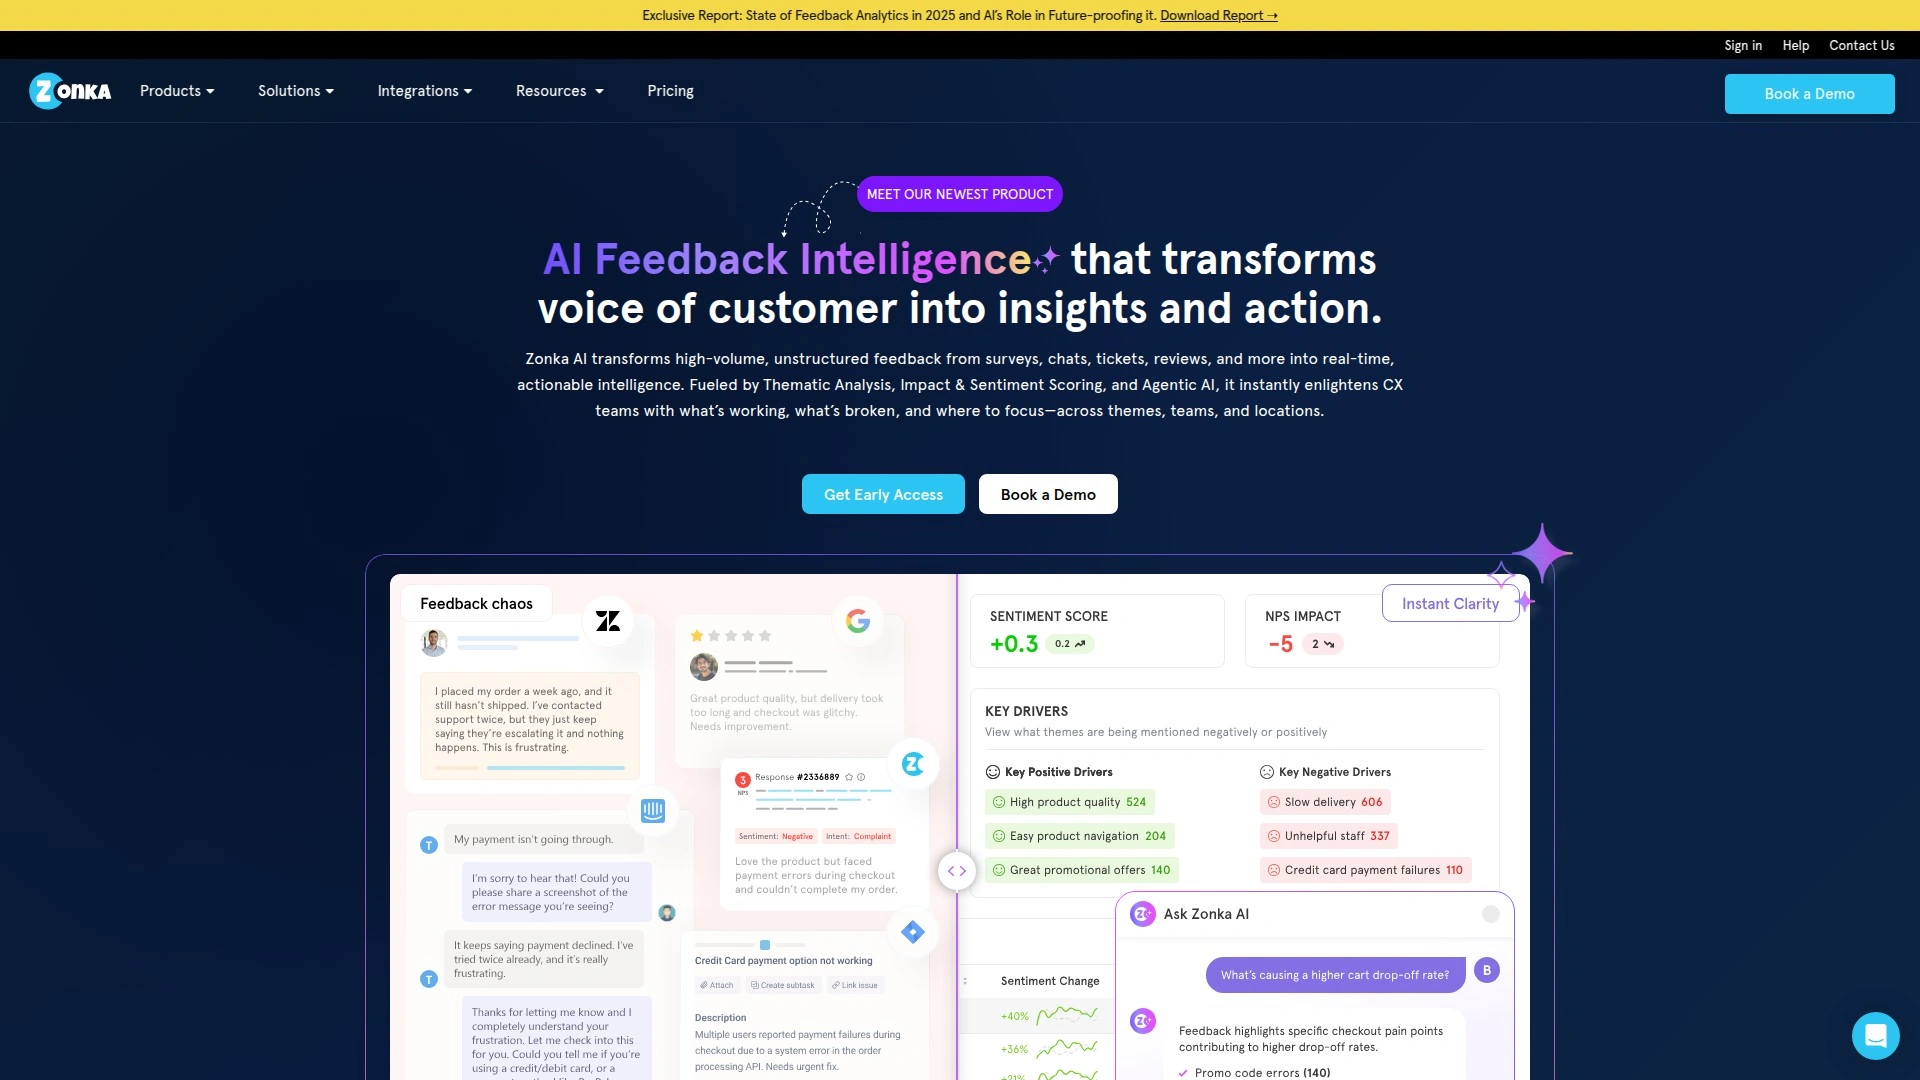 Exclusive Report: State of Feedback Analytics in 2025 and AI's Role in Future-proofing it. Download Report →
Sign in Help Contact Us
ZONKA Products Solutions Integrations Resources Pricing Book a Demo
MEET OUR NEWEST PRODUCT
AI Feedback Intelligence that transforms
voice of customer into insights and action.
Zonka AI transforms high-volume, unstructured feedback from surveys, chats, tickets, reviews, and more into real-time,
actionable intelligence. Fueled by Thematic Analysis, Impact & Sentiment Scoring, and Agentic AI, it instantly enlightens CX
teams with what's working, what's broken, and where to focus—across themes, teams, and locations.
Get Early Access Book a Demo
Feedback chaos
I placed my order a week ago, and it
still hasn't shipped. I've contacted
support twice, but they just keep
saying they're escalating it and nothing
happens. This is frustrating.
Great product quality, but delivery took
too long and checkout was glitchy.
Needs improvement.
3 NPS
Response #2336889
Sentiment: Negative Intent: Complaint
Love the product but faced
payment errors during checkout
and couldn't complete my order.
T
My payment isn't going through.
I'm sorry to hear that! Could you
please share a screenshot of the
error message you're seeing?
It keeps saying payment declined. I've
tried twice already, and it's really
frustrating.
T
Thanks for letting me know and I
completely understand your
frustration. Let me check into this
for you. Could you tell me if you're
using a credit/debit card, or a
Credit Card payment option not working
Attach Create subtask Link issue
Description
Multiple users reported payment failures during
checkout due to a system error in the order
processing API. Needs urgent fix.
Instant Clarity
SENTIMENT SCORE
+0.3 0.2
NPS IMPACT
-5 2
KEY DRIVERS
View what themes are being mentioned negatively or positively
Key Positive Drivers
High product quality 524
Easy product navigation 204
Great promotional offers 140
Key Negative Drivers
Slow delivery 606
Unhelpful staff 337
Credit card payment failures 110
Sentiment Change
+40%
+36%
+21%
Ask Zonka AI
What's causing a higher cart drop-off rate?
B
Feedback highlights specific checkout pain points
contributing to higher drop-off rates.
Promo code errors (140)